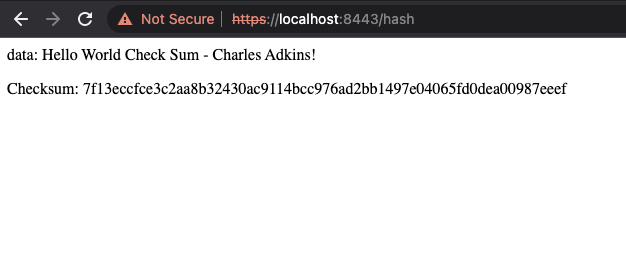 Not Secure https://localhost:8443/hash
data: Hello World Check Sum - Charles Adkins!
Checksum: 7f13eccfce3c2aa8b32430ac9114bcc976ad2bb1497e04065fd0dea00987eeef